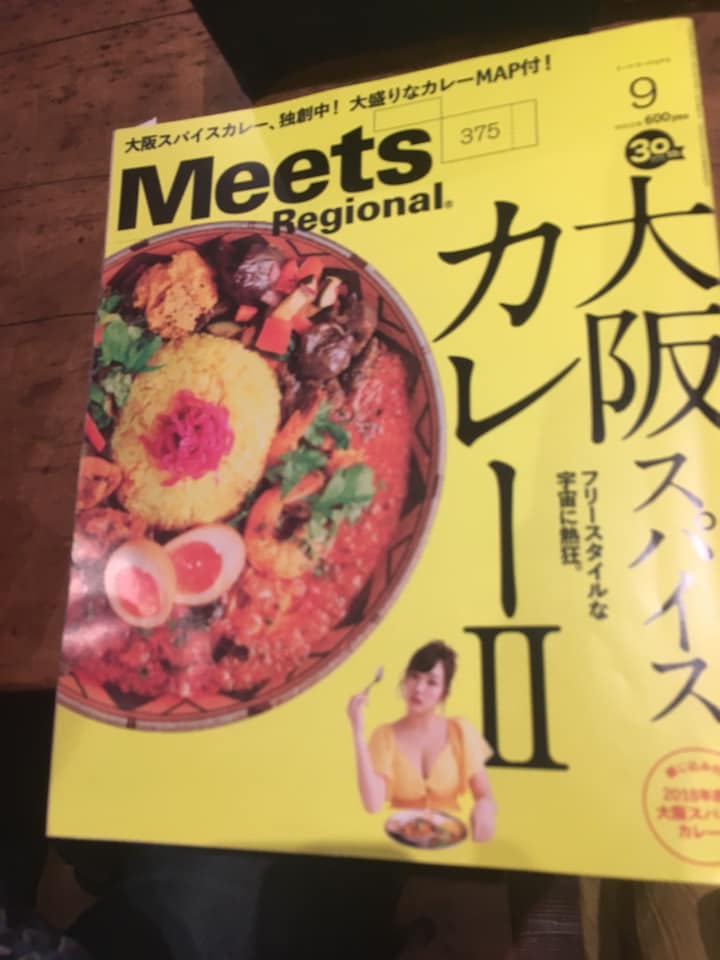 大阪スパイスカレー、独創中! 大盛りなカレーMAP付!
Meets
Regional®
375
9
600yen
30
大阪スパイス
カレーII
フリースタイルな
宇宙に熱狂。
2018年
大阪スパ
カレー